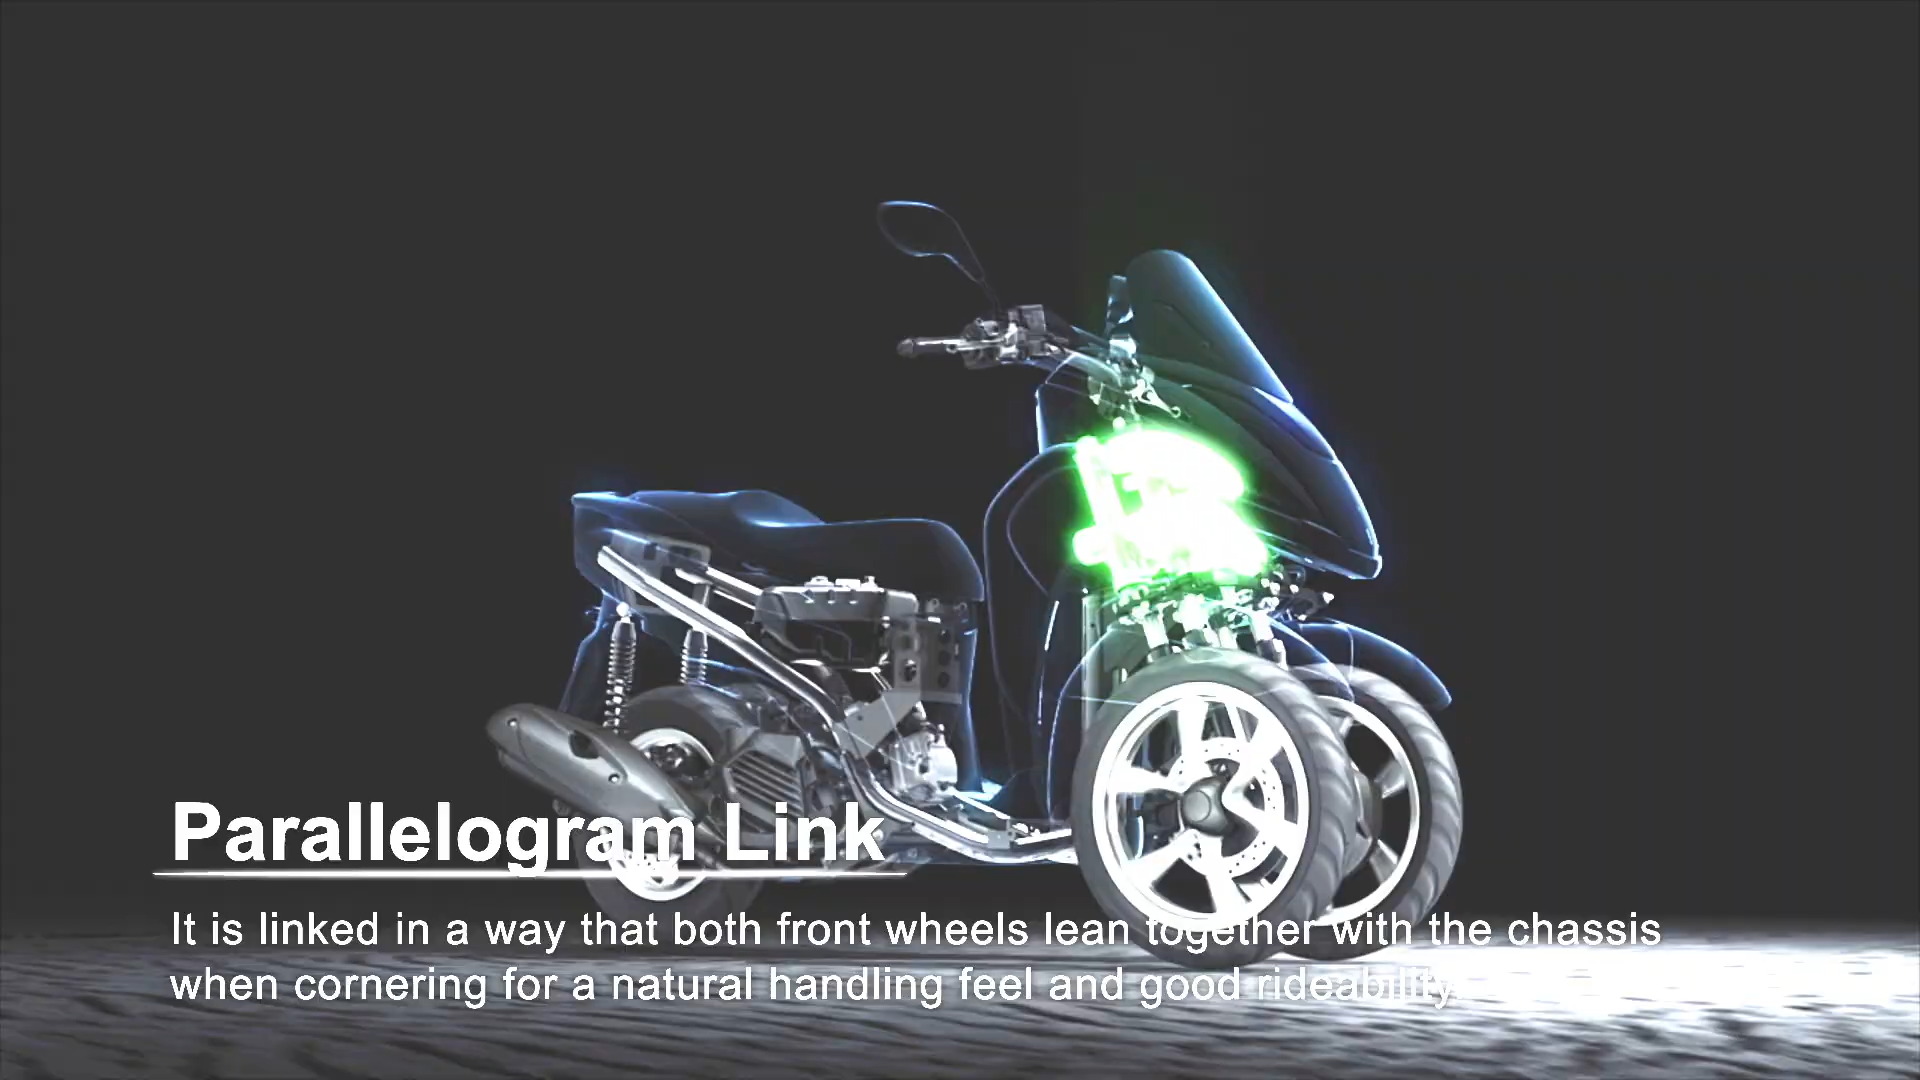 Parallelogram Link
It is linked in a way that both front wheels lean together with the chassis
when cornering for a natural handling feel and good rideability.